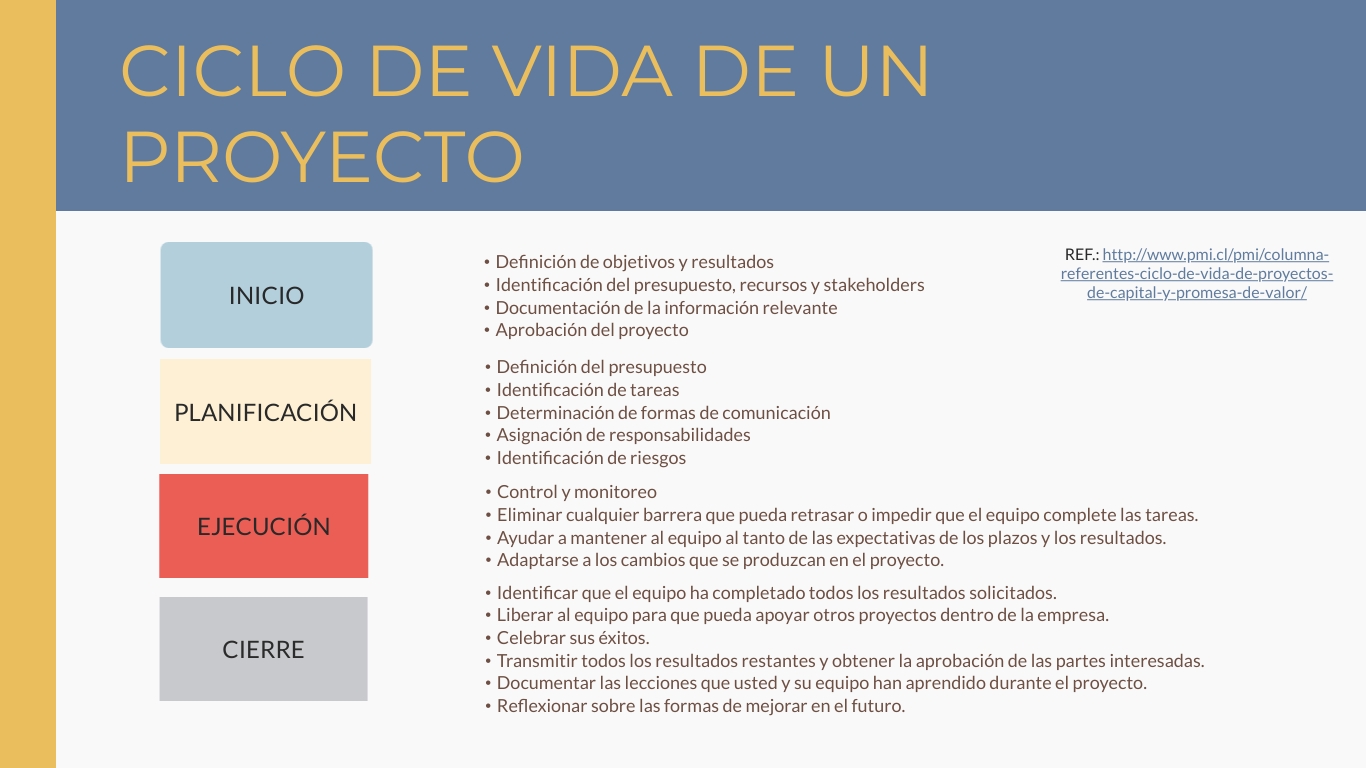 CICLO DE VIDA DE UN
PROYECTO
INICIO
• Definición de objetivos y resultados
• Identificación del presupuesto, recursos y stakeholders
• Documentación de la información relevante
• Aprobación del proyecto
REF.: http://www.pmi.cl/pmi/columna-
referentes-ciclo-de-vida-de-proyectos-
de-capital-y-promesa-de-valor/
PLANIFICACIÓN
• Definición del presupuesto
• Identificación de tareas
• Determinación de formas de comunicación
• Asignación de responsabilidades
• Identificación de riesgos
EJECUCIÓN
• Control y monitoreo
• Eliminar cualquier barrera que pueda retrasar o impedir que el equipo complete las tareas.
• Ayudar a mantener al equipo al tanto de las expectativas de los plazos y los resultados.
• Adaptarse a los cambios que se produzcan en el proyecto.
CIERRE
• Identificar que el equipo ha completado todos los resultados solicitados.
• Liberar al equipo para que pueda apoyar otros proyectos dentro de la empresa.
• Celebrar sus éxitos.
• Transmitir todos los resultados restantes y obtener la aprobación de las partes interesadas.
• Documentar las lecciones que usted y su equipo han aprendido durante el proyecto.
• Reflexionar sobre las formas de mejorar en el futuro.